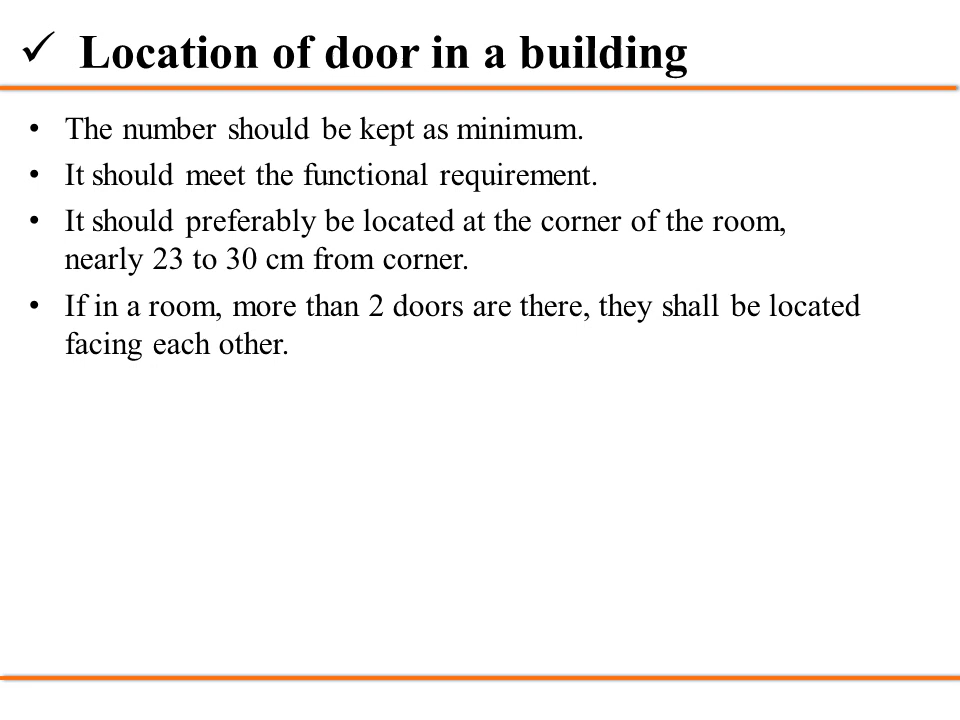 ✓ Location of door in a building
• The number should be kept as minimum.
• It should meet the functional requirement.
• It should preferably be located at the corner of the room,
nearly 23 to 30 cm from corner.
• If in a room, more than 2 doors are there, they shall be located
facing each other.